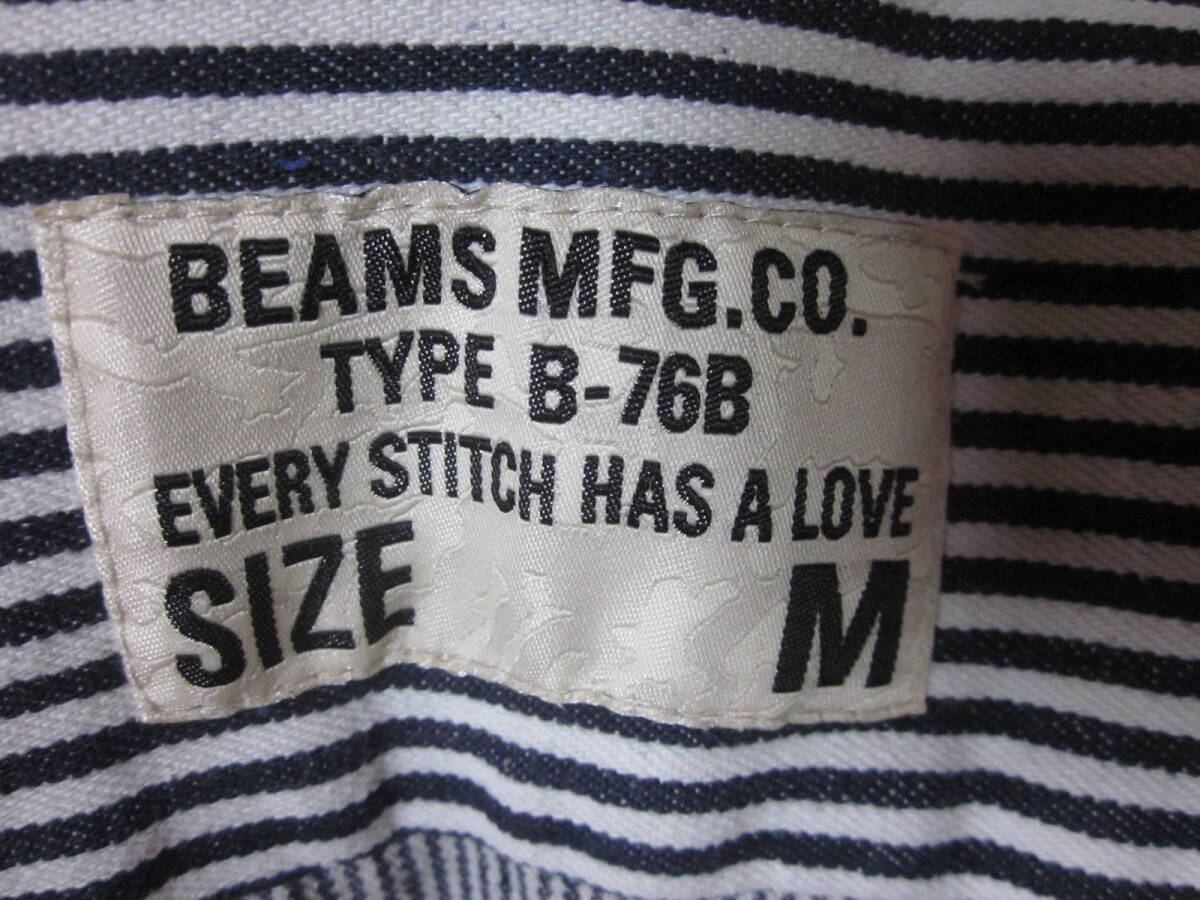 BEAMS MFG.CO.
TYPE B-76B
EVERY STITCH HAS A LOVE
SIZE M